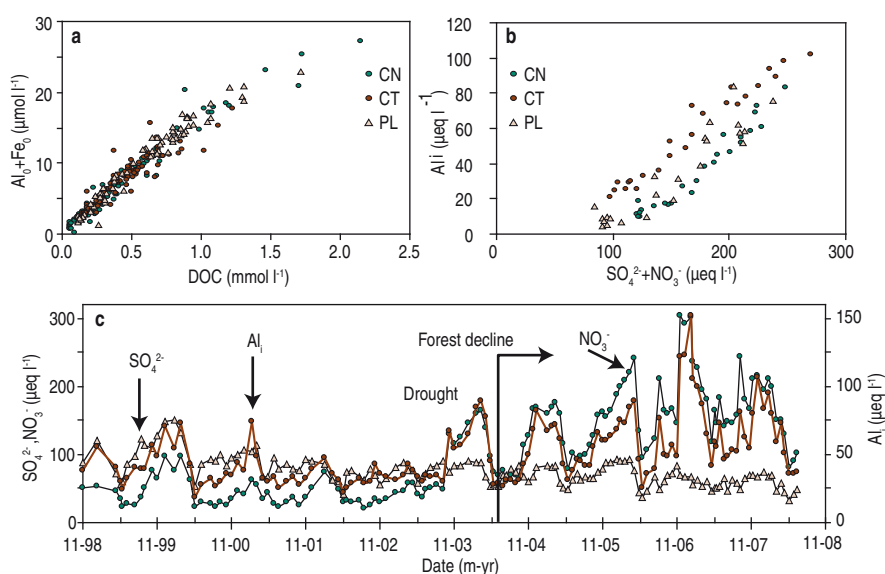 a
Al₀+Fe₀ (µmol l⁻¹)
30
20
10
0
0.0 0.5 1.0 1.5 2.0 2.5
DOC (mmol l⁻¹)
CN
CT
PL
b
Al i (µeq l⁻¹)
120
100
80
60
40
20
0
0 100 200 300
SO₄²⁻+NO₃⁻ (µeq l⁻¹)
CN
CT
PL
c
SO₄²⁻,NO₃⁻ (µeq l⁻¹)
300
200
100
0
SO₄²⁻
Al i
Forest decline
Drought
NO₃⁻
150
100
50
0
Al i (µeq l⁻¹)
11-98 11-99 11-00 11-01 11-02 11-03 11-04 11-05 11-06 11-07 11-08
Date (m-yr)